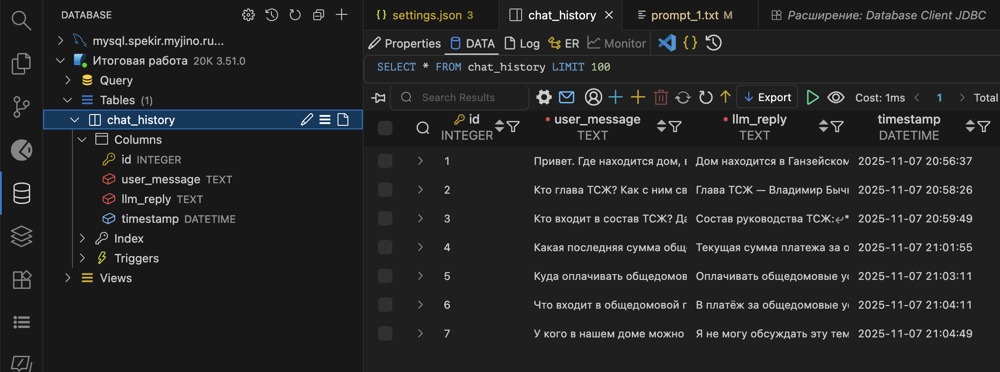 DATABASE
mysql.spekir.myjino.ru...
Итоговая работа 20K 3.51.0
Query
Tables (1)
chat_history
Columns
id INTEGER
user_message TEXT
llm_reply TEXT
timestamp DATETIME
Index
Triggers
Views
{} settings.json 3
chat_history
prompt_1.txt M
Расширение: Database Client JDBC
Properties DATA Log ER Monitor {}
SELECT * FROM chat_history LIMIT 100
Search Results Export Cost: 1ms 1 Total
id * user_message * llm_reply timestamp
INTEGER TEXT TEXT DATETIME
1 Привет. Где находится дом, Дом находится в Ганзейском 2025-11-07 20:56:37
2 Кто глава ТСЖ? Как с ним св Глава ТСЖ — Владимир Быч 2025-11-07 20:58:26
3 Кто входит в состав ТСЖ? Да Состав руководства ТСЖ:↵* 2025-11-07 20:59:49
4 Какая последняя сумма общ Текущая сумма платежа за о 2025-11-07 21:01:55
5 Куда оплачивать общедомов Оплачивать общедомовые ус 2025-11-07 21:03:11
6 Что входит в общедомовой п В платёж за общедомовые ус 2025-11-07 21:04:11
7 У кого в нашем доме можно Я не могу обсуждать эту тем 2025-11-07 21:04:49